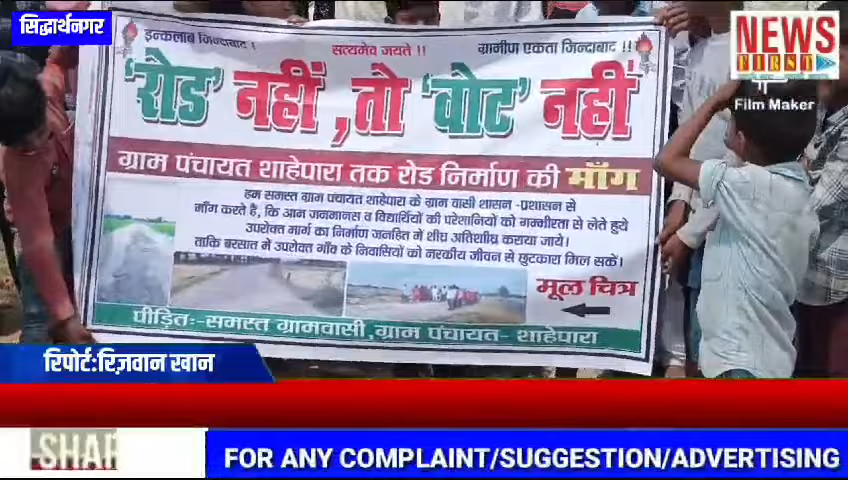 सिद्धार्थनगर
NEWS
FIRST
Film Maker
इन्कलाब जिन्दाबाद ! सत्यमेव जयते !! ग्रामीण एकता जिन्दाबाद !!
'रोड' नहीं ,तो 'वोट' नहीं
ग्राम पंचायत शाहेपारा तक रोड निर्माण की माँग
हम समस्त ग्राम पंचायत शाहेपारा के ग्राम वासी शासन -प्रशासन से
माँग करते है, कि आम जनमानस व विद्यार्थियों की परेशानियों को गम्भीरता से लेते हुये
उपरोक्त मार्ग का निर्माण जनहित में शीघ्र अतिशीघ्र कराया जाये।
ताकि बरसात में उपरोक्त गाँव के निवासियों को नरकीय जीवन से छुटकारा मिल सके।
मूल चित्र
पीड़ितः-समस्त ग्रामवासी,ग्राम पंचायत- शाहेपारा
रिपोर्ट:रिज़वान खान
-SHAR
FOR ANY COMPLAINT/SUGGESTION/ADVERTISING